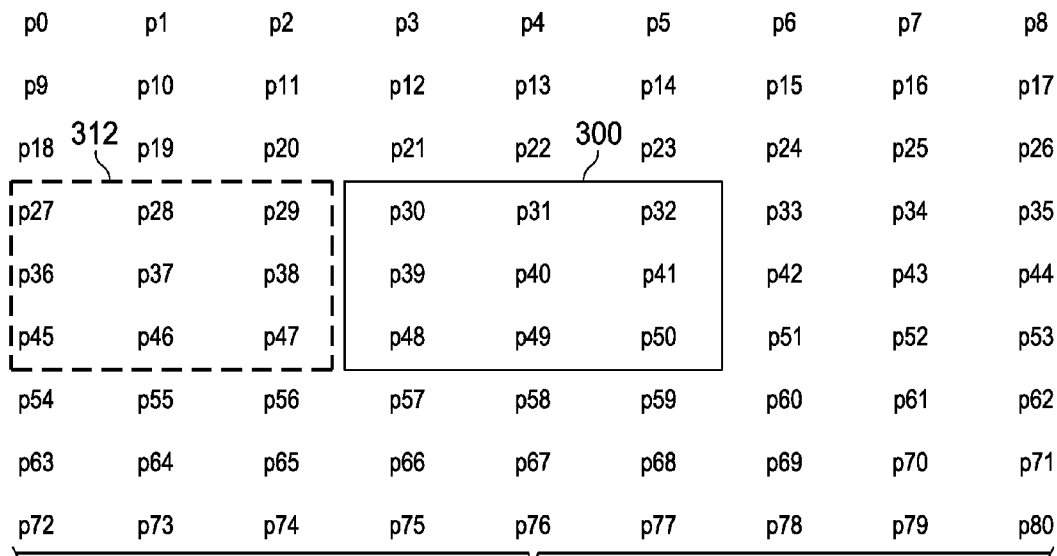 p0 p1 p2 p3 p4 p5 p6 p7 p8
p9 p10 p11 p12 p13 p14 p15 p16 p17
312 300
p18 p19 p20 p21 p22 p23 p24 p25 p26
p27 p28 p29 p30 p31 p32 p33 p34 p35
p36 p37 p38 p39 p40 p41 p42 p43 p44
p45 p46 p47 p48 p49 p50 p51 p52 p53
p54 p55 p56 p57 p58 p59 p60 p61 p62
p63 p64 p65 p66 p67 p68 p69 p70 p71
p72 p73 p74 p75 p76 p77 p78 p79 p80